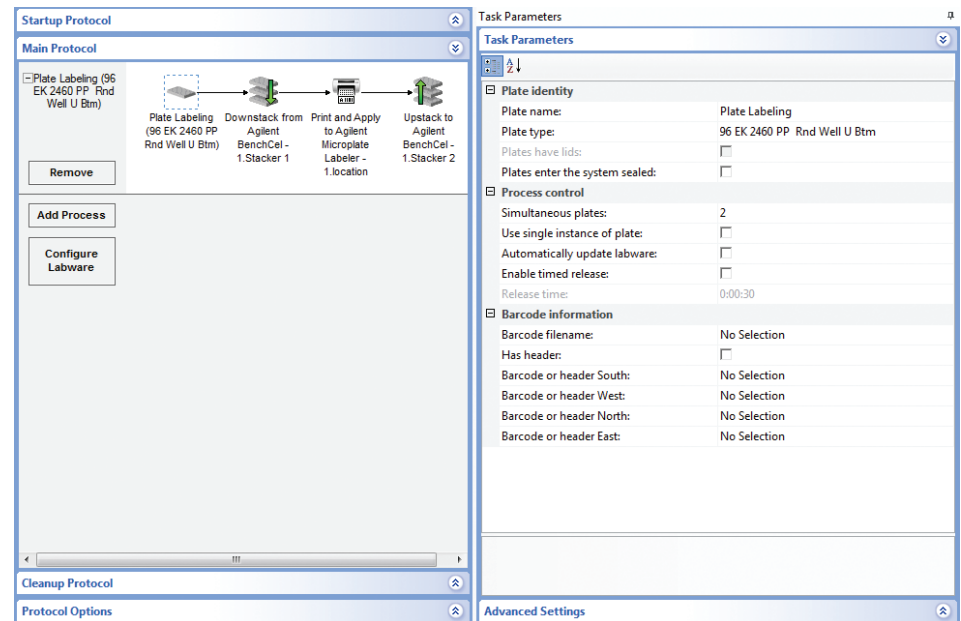 Startup Protocol
Main Protocol
Plate Labeling (96
EK 2460 PP  Rnd
Well U Btm)
Remove
Plate Labeling
(96 EK 2460 PP
Rnd Well U Btm)
Downstack from
Agilent
BenchCel -
1.Stacker 1
Print and Apply
to Agilent
Microplate
Labeler -
1.location
Upstack to
Agilent
BenchCel -
1.Stacker 2
Add Process
Configure
Labware
Cleanup Protocol
Protocol Options
Task Parameters
Task Parameters
Plate identity
Plate name: Plate Labeling
Plate type: 96 EK 2460 PP  Rnd Well U Btm
Plates have lids:
Plates enter the system sealed:
Process control
Simultaneous plates: 2
Use single instance of plate:
Automatically update labware:
Enable timed release:
Release time: 0:00:30
Barcode information
Barcode filename: No Selection
Has header:
Barcode or header South: No Selection
Barcode or header West: No Selection
Barcode or header North: No Selection
Barcode or header East: No Selection
Advanced Settings